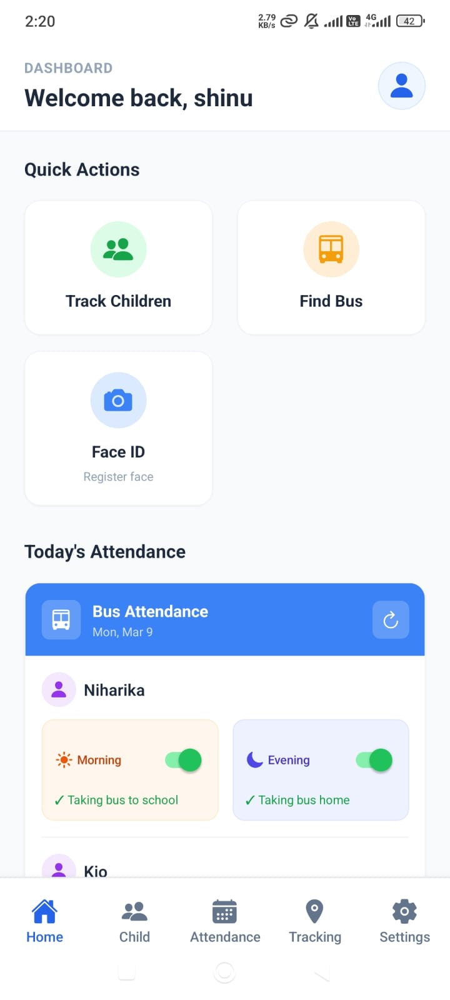 2:20
2.79 KB/s
Vo LTE
4G
42
DASHBOARD
Welcome back, shinu
Quick Actions
Track Children
Find Bus
Face ID
Register face
Today's Attendance
Bus Attendance
Mon, Mar 9
Niharika
Morning
Evening
✓ Taking bus to school
✓ Taking bus home
Kio
Home
Child
Attendance
Tracking
Settings